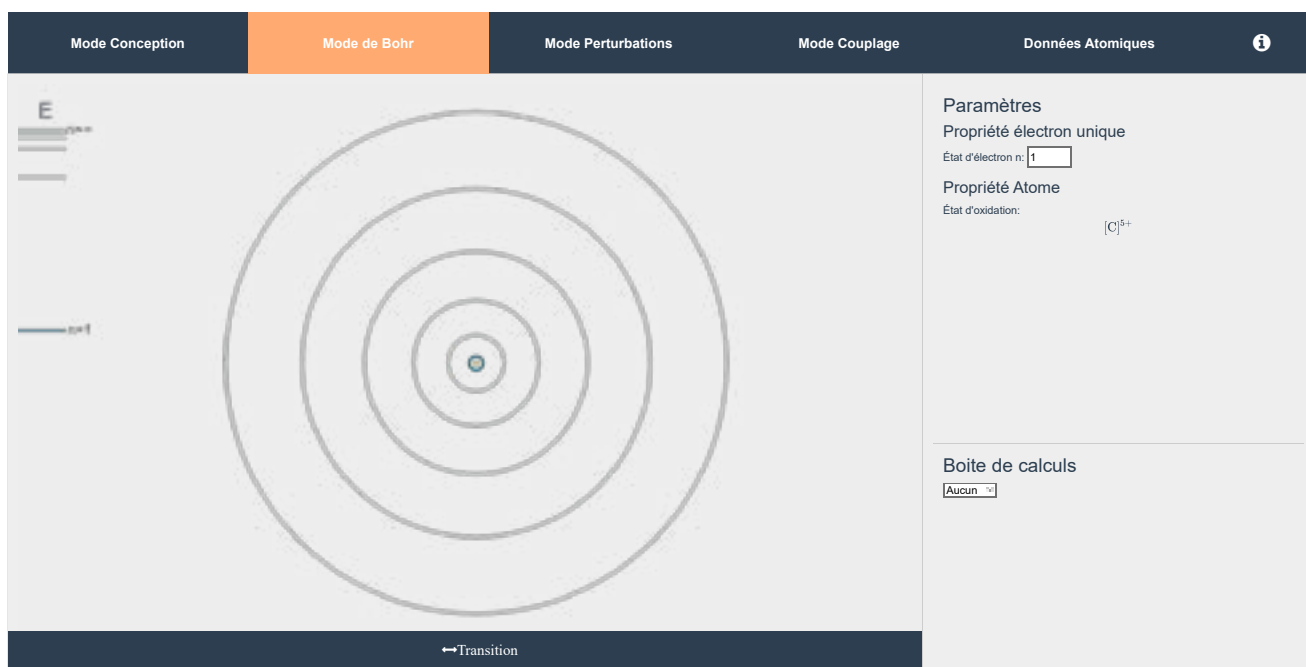 Mode Conception
Mode de Bohr
Mode Perturbations
Mode Couplage
Données Atomiques
E
n=∞
n=1
Transition
Paramètres
Propriété électron unique
État d'électron n: 1
Propriété Atome
État d'oxidation:
[C]⁵⁺
Boite de calculs
Aucun